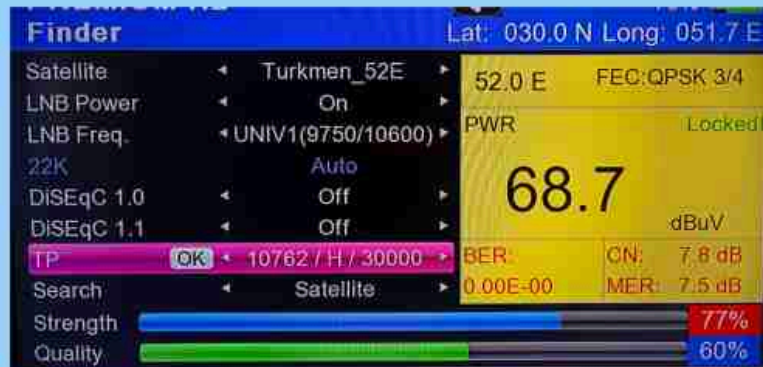 Finder
Lat: 030.0 N Long: 051.7 E
Satellite Turkmen_52E
LNB Power On
LNB Freq. UNIV1(9750/10600)
22K Auto
DiSEqC 1.0 Off
DiSEqC 1.1 Off
TP OK 10762 / H / 30000
Search Satellite
52.0 E FEC:QPSK 3/4
PWR Locked!
68.7
dBuV
BER: CN: 7.8 dB
0.00E-00 MER: 7.5 dB
Strength 77%
Quality 60%